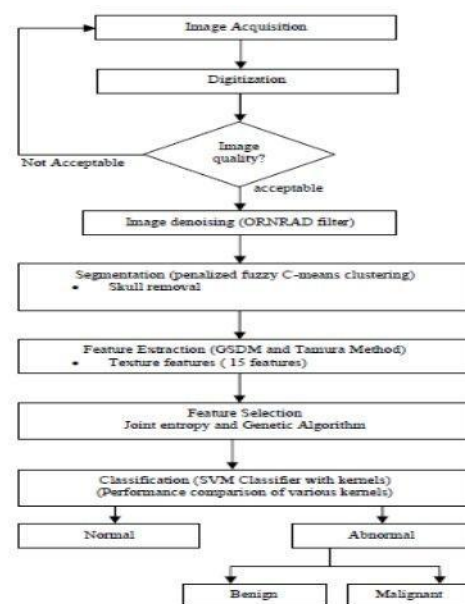 Image Acquisition
Digitization
Image
quality?
Not Acceptable
acceptable
Image denoising (ORNRAD filter)
Segmentation (penalized fuzzy C-means clustering)
• Skull removal
Feature Extraction (GSDM and Tamura Method)
• Texture features ( 15 features)
Feature Selection
Joint entropy and Genetic Algorithm
Classification (SVM Classifier with kernels)
(Performance comparison of various kernels)
Normal
Abnormal
Benign
Malignant